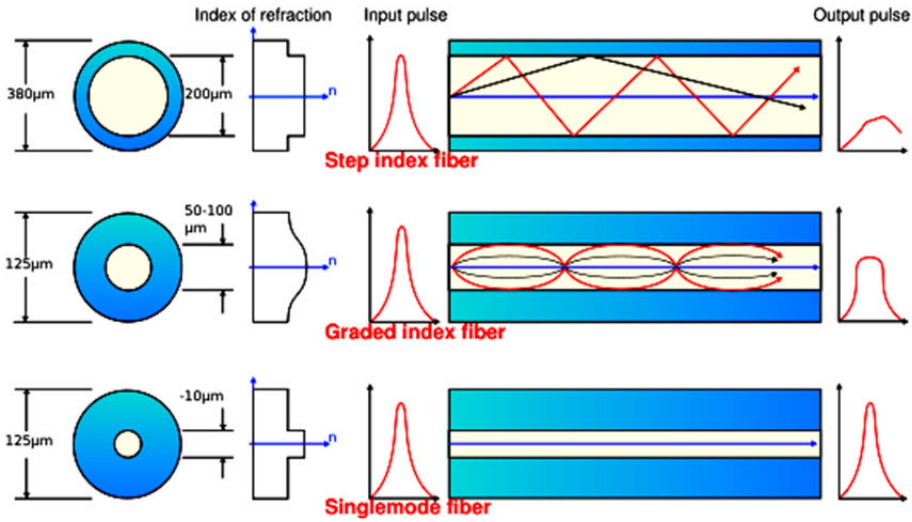 Index of refraction
Input pulse
Output pulse
380µm
200µm
n
Step index fiber
50-100
µm
125µm
n
Graded index fiber
-10µm
125µm
n
Singlemode fiber